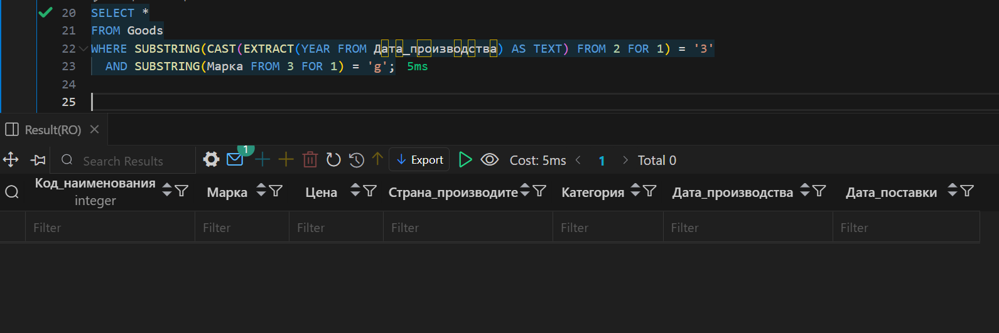 20 SELECT *
21 FROM Goods
22 WHERE SUBSTRING(CAST(EXTRACT(YEAR FROM Дата_производства) AS TEXT) FROM 2 FOR 1) = '3'
23 AND SUBSTRING(Марка FROM 3 FOR 1) = 'g'; 5ms
24
25
Result(RO)
Search Results 1 Export Cost: 5ms 1 Total 0
Код_наименования Марка Цена Страна_производите Категория Дата_производства Дата_поставки
integer
Filter Filter Filter Filter Filter Filter Filter